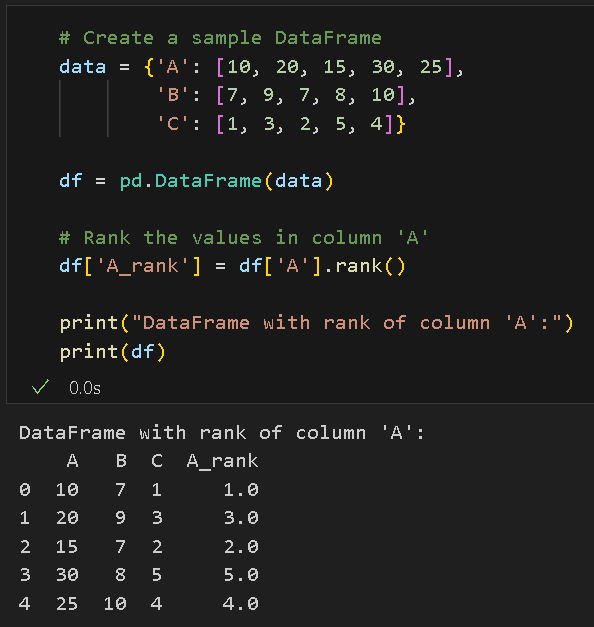 # Create a sample DataFrame
data = {'A': [10, 20, 15, 30, 25],
'B': [7, 9, 7, 8, 10],
'C': [1, 3, 2, 5, 4]}
df = pd.DataFrame(data)
# Rank the values in column 'A'
df['A_rank'] = df['A'].rank()
print("DataFrame with rank of column 'A':")
print(df)
0.0s
DataFrame with rank of column 'A':
A B C A_rank
0 10 7 1 1.0
1 20 9 3 3.0
2 15 7 2 2.0
3 30 8 5 5.0
4 25 10 4 4.0